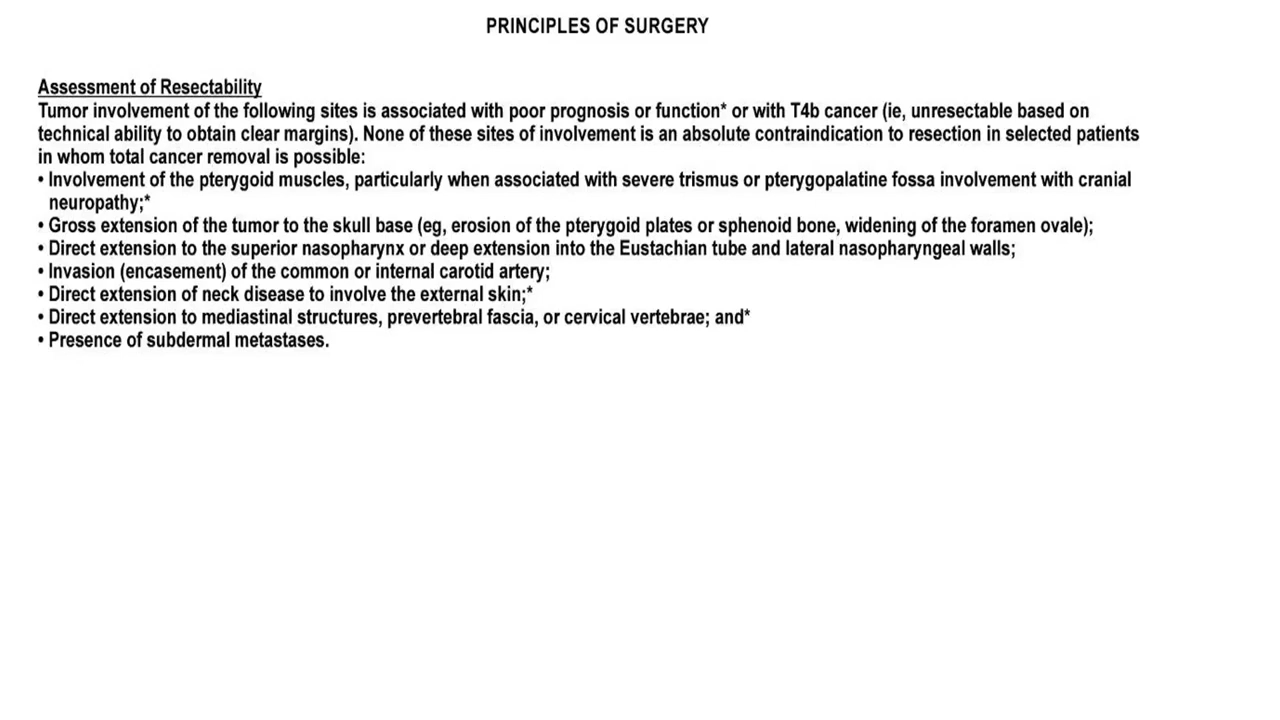 PRINCIPLES OF SURGERY
Assessment of Resectability
Tumor involvement of the following sites is associated with poor prognosis or function* or with T4b cancer (ie, unresectable based on
technical ability to obtain clear margins). None of these sites of involvement is an absolute contraindication to resection in selected patients
in whom total cancer removal is possible:
• Involvement of the pterygoid muscles, particularly when associated with severe trismus or pterygopalatine fossa involvement with cranial
neuropathy;*
• Gross extension of the tumor to the skull base (eg, erosion of the pterygoid plates or sphenoid bone, widening of the foramen ovale);
• Direct extension to the superior nasopharynx or deep extension into the Eustachian tube and lateral nasopharyngeal walls;
• Invasion (encasement) of the common or internal carotid artery;
• Direct extension of neck disease to involve the external skin;*
• Direct extension to mediastinal structures, prevertebral fascia, or cervical vertebrae; and*
• Presence of subdermal metastases.